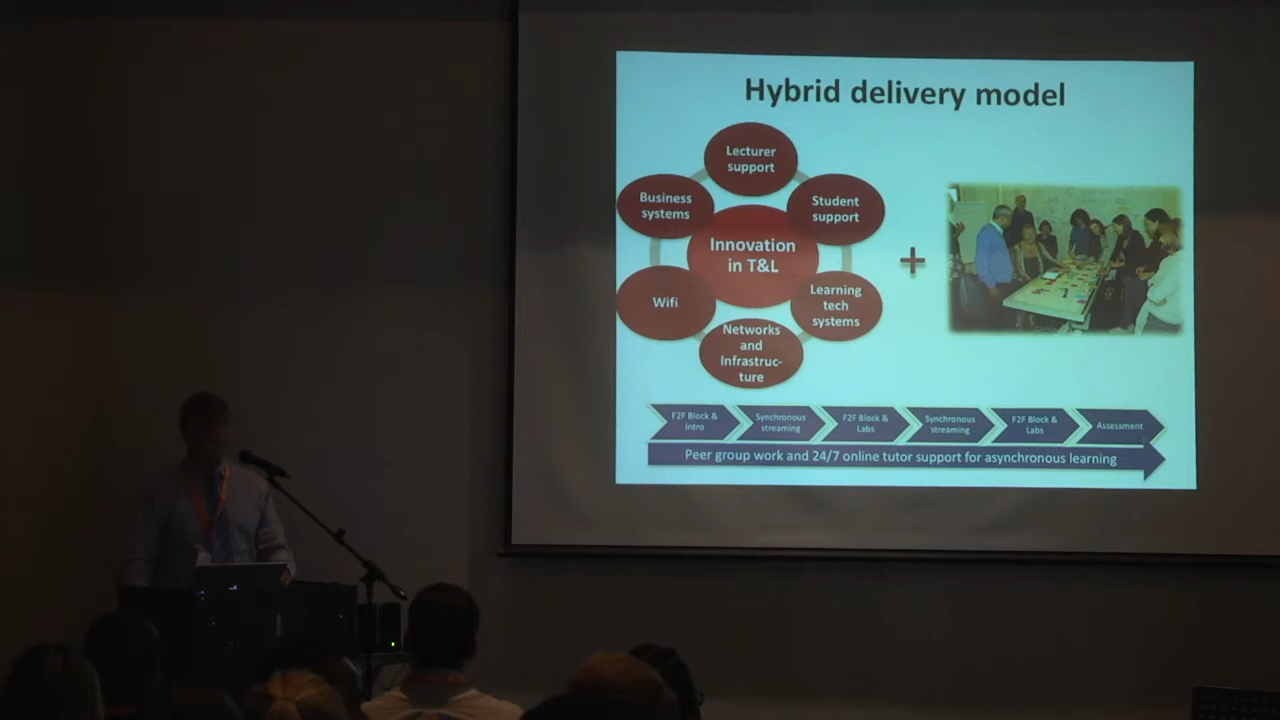 Hybrid delivery model
Lecturer
support
Business
systems
Student
support
Innovation
in T&L
Wifi
Learning
tech
systems
Networks
and
Infrastruc-
ture
+
F2F Block &
Intro
Synchronous
streaming
F2F Block &
Labs
Synchronous
streaming
F2F Block &
Labs
Assessment
Peer group work and 24/7 online tutor support for asynchronous learning